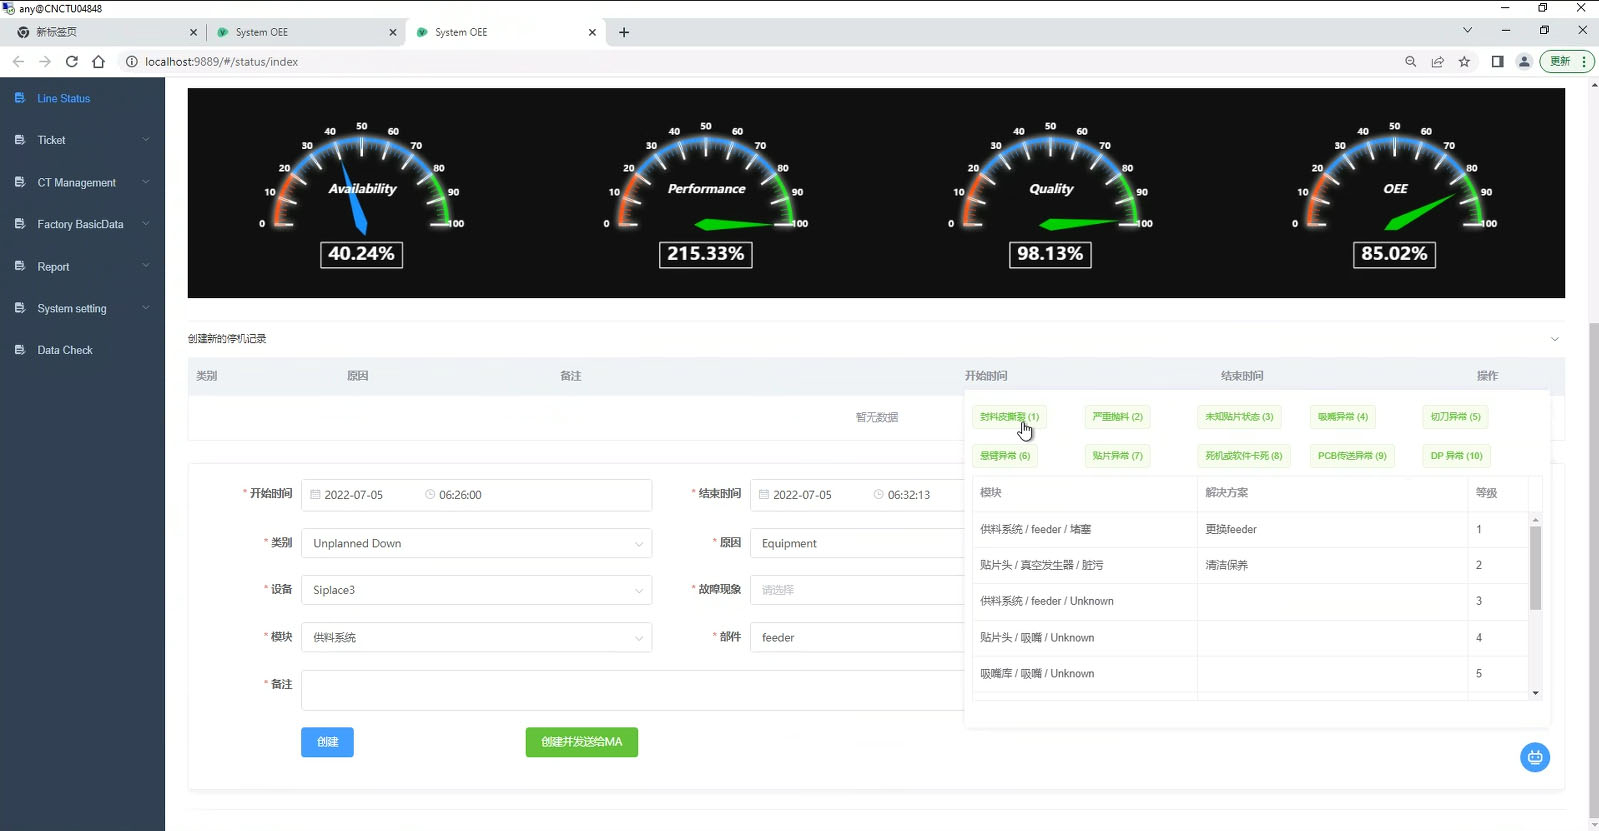 any@CNCTU04848
新标签页
System OEE
System OEE
localhost:9889/#/status/index
更新
Line Status
Ticket
CT Management
Factory BasicData
Report
System setting
Data Check
0 10 20 30 40 50 60 70 80 90 100
Availability
40.24%
0 10 20 30 40 50 60 70 80 90 100
Performance
215.33%
0 10 20 30 40 50 60 70 80 90 100
Quality
98.13%
0 10 20 30 40 50 60 70 80 90 100
OEE
85.02%
创建新的停机记录
类别 原因 备注 开始时间 结束时间 操作
暂无数据
封料皮撕裂 (1) 严重抛料 (2) 未知贴片状态 (3) 吸嘴异常 (4) 切刀异常 (5)
悬臂异常 (6) 贴片异常 (7) 死机或软件卡死 (8) PCB传送异常 (9) DP 异常 (10)
模块 解决方案 等级
供料系统 / feeder / 堵塞 更换feeder 1
贴片头 / 真空发生器 / 脏污 清洁保养 2
供料系统 / feeder / Unknown 3
贴片头 / 吸嘴 / Unknown 4
吸嘴库 / 吸嘴 / Unknown 5
* 开始时间 2022-07-05 06:26:00 * 结束时间 2022-07-05 06:32:13
* 类别 Unplanned Down * 原因 Equipment
* 设备 Siplace3 * 故障现象 请选择
* 模块 供料系统 * 部件 feeder
* 备注
创建 创建并发送给MA